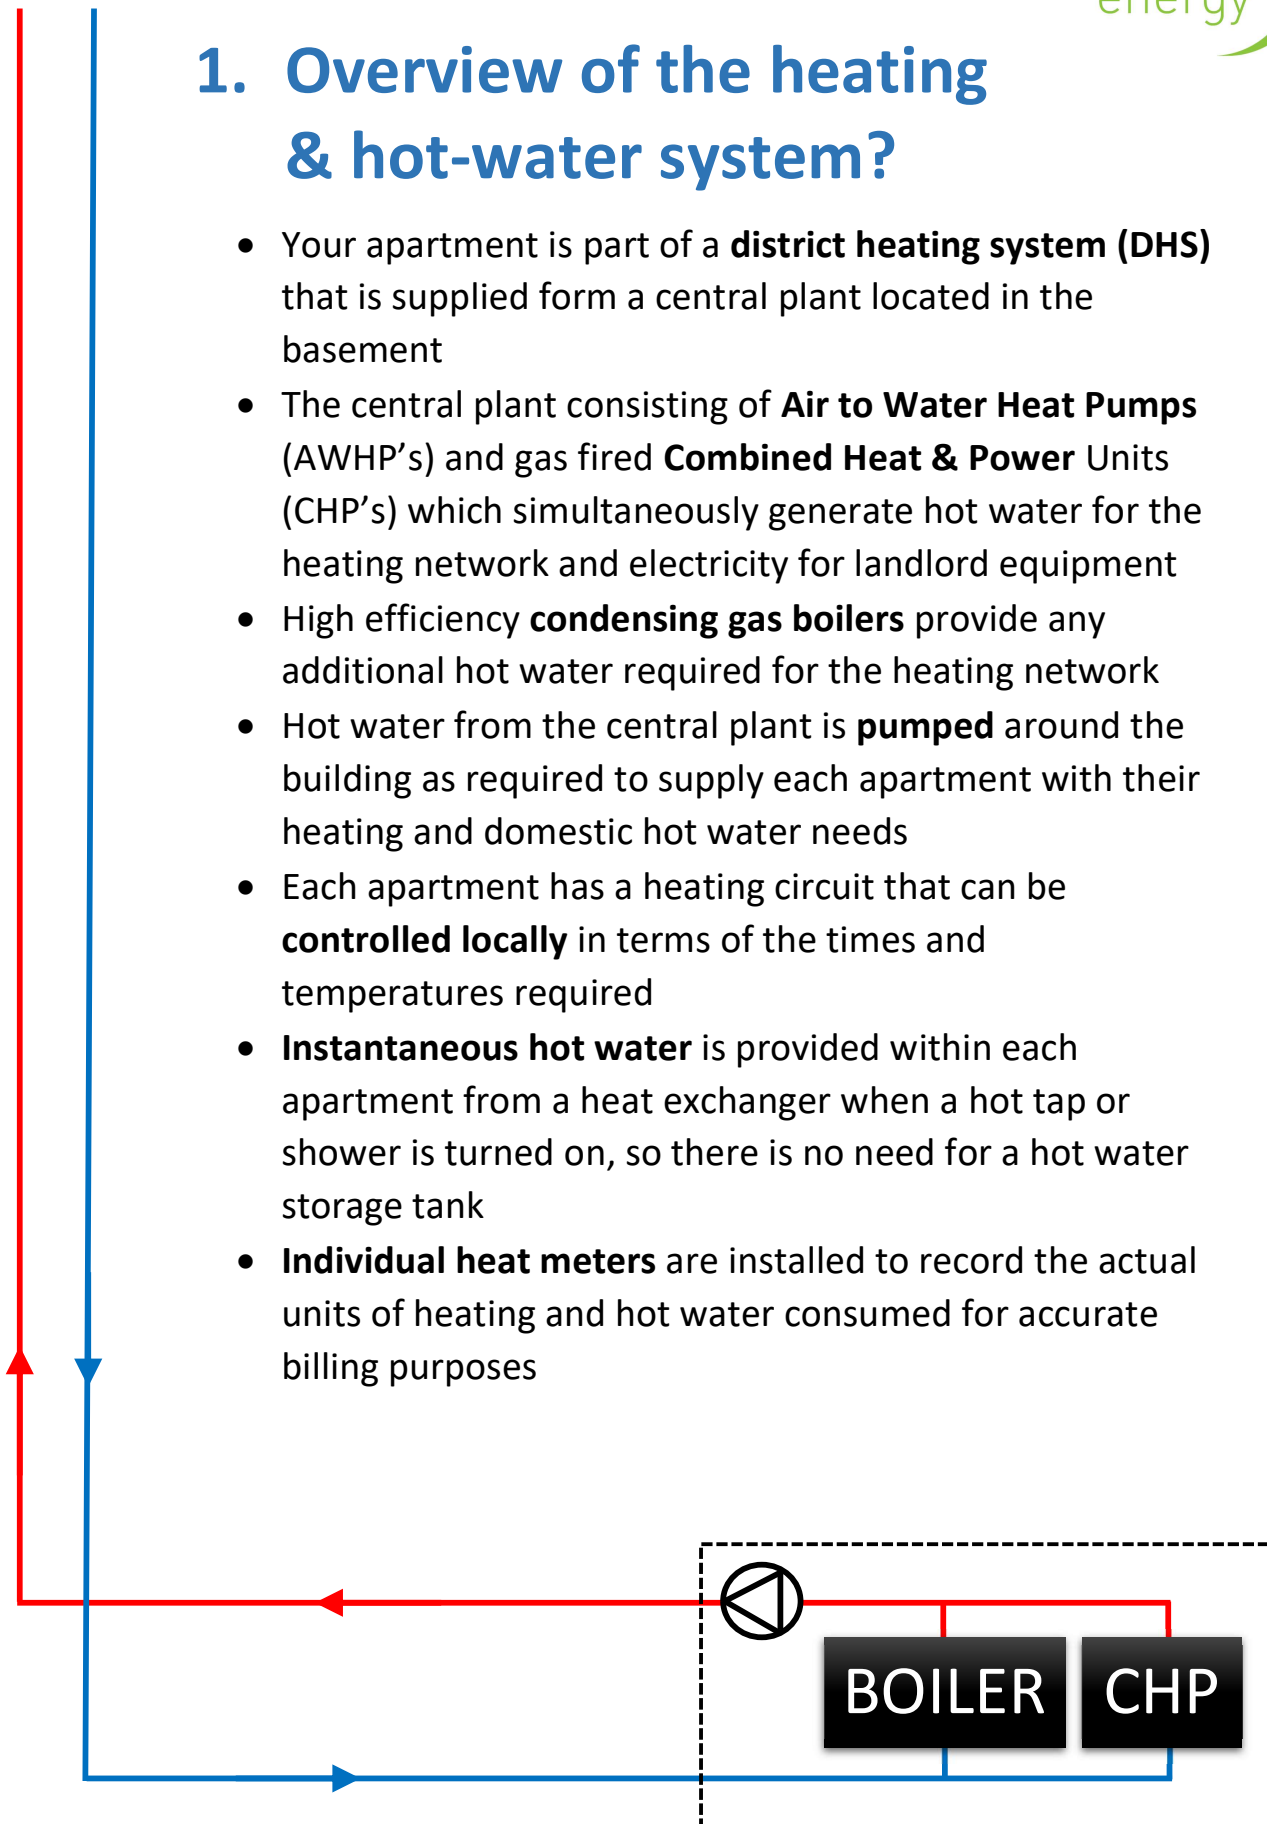 energy
1. Overview of the heating
& hot-water system?
• Your apartment is part of a district heating system (DHS)
that is supplied form a central plant located in the
basement
• The central plant consisting of Air to Water Heat Pumps
(AWHP’s) and gas fired Combined Heat & Power Units
(CHP’s) which simultaneously generate hot water for the
heating network and electricity for landlord equipment
• High efficiency condensing gas boilers provide any
additional hot water required for the heating network
• Hot water from the central plant is pumped around the
building as required to supply each apartment with their
heating and domestic hot water needs
• Each apartment has a heating circuit that can be
controlled locally in terms of the times and
temperatures required
• Instantaneous hot water is provided within each
apartment from a heat exchanger when a hot tap or
shower is turned on, so there is no need for a hot water
storage tank
• Individual heat meters are installed to record the actual
units of heating and hot water consumed for accurate
billing purposes
BOILER CHP